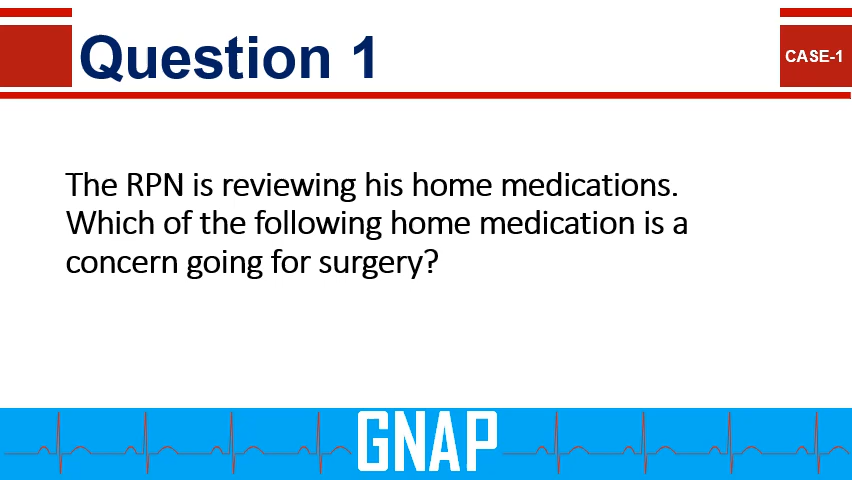 Question 1
CASE-1
The RPN is reviewing his home medications.
Which of the following home medication is a
concern going for surgery?
GNAP